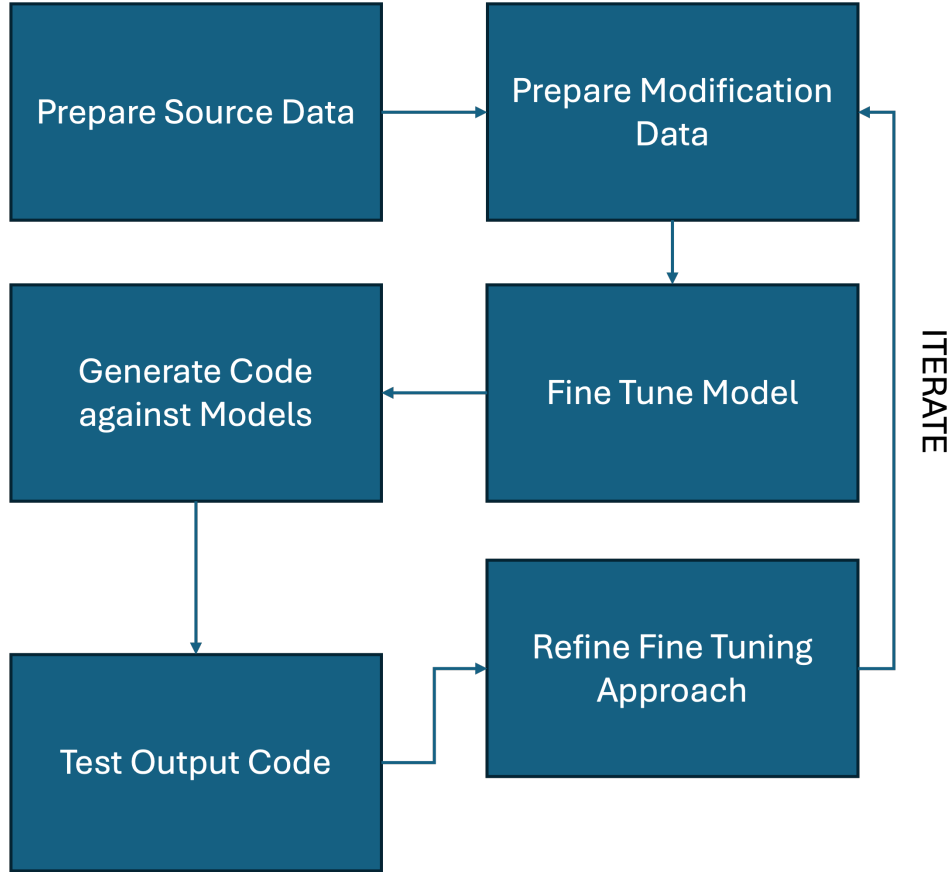 Prepare Source Data
Prepare Modification
Data
Generate Code
against Models
Fine Tune Model
ITERATE
Refine Fine Tuning
Approach
Test Output Code